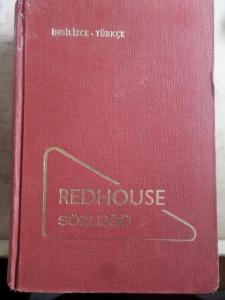 İNGİLİZCE - TÜRKÇE
REDHOUSE
SÖZLÜĞÜ